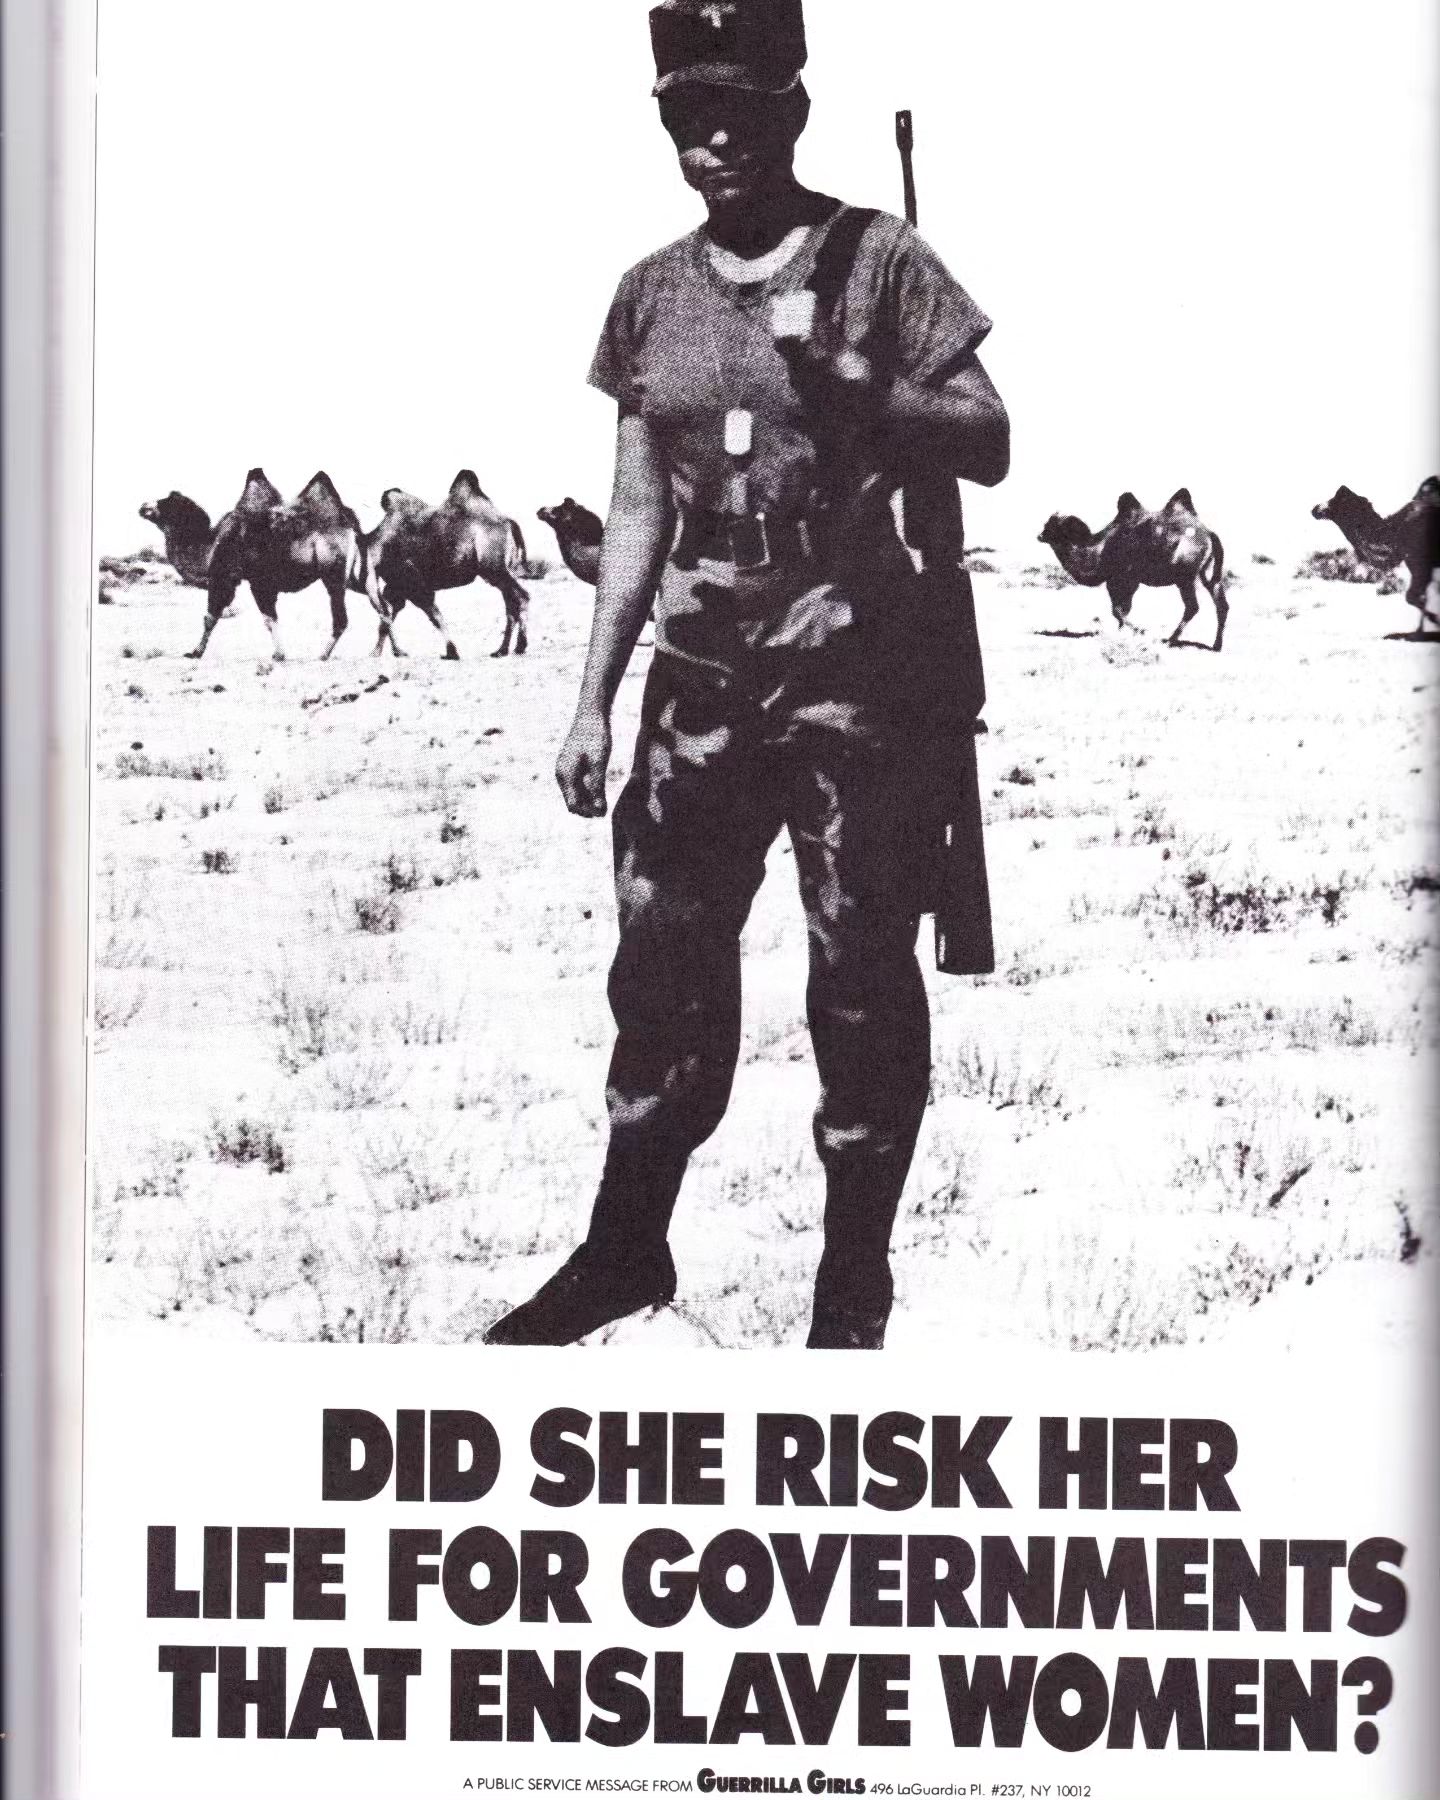 DID SHE RISK HER
LIFE FOR GOVERNMENTS
THAT ENSLAVE WOMEN?
A PUBLIC SERVICE MESSAGE FROM GUERRILLA GIRLS 496 LaGuardia Pl. #237, NY 10012